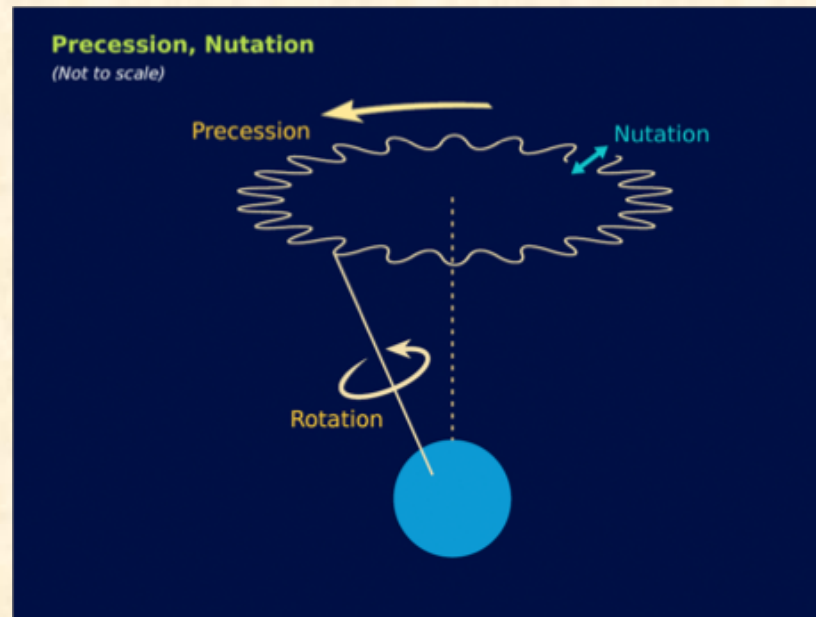 Precession, Nutation
(Not to scale)
Precession
Nutation
Rotation